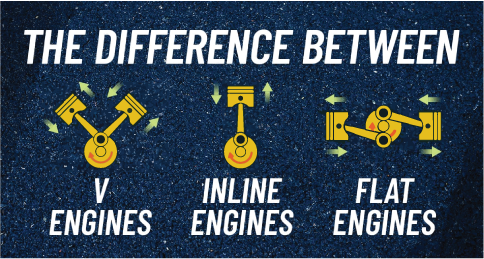 THE DIFFERENCE BETWEEN
V
ENGINES
INLINE
ENGINES
FLAT
ENGINES